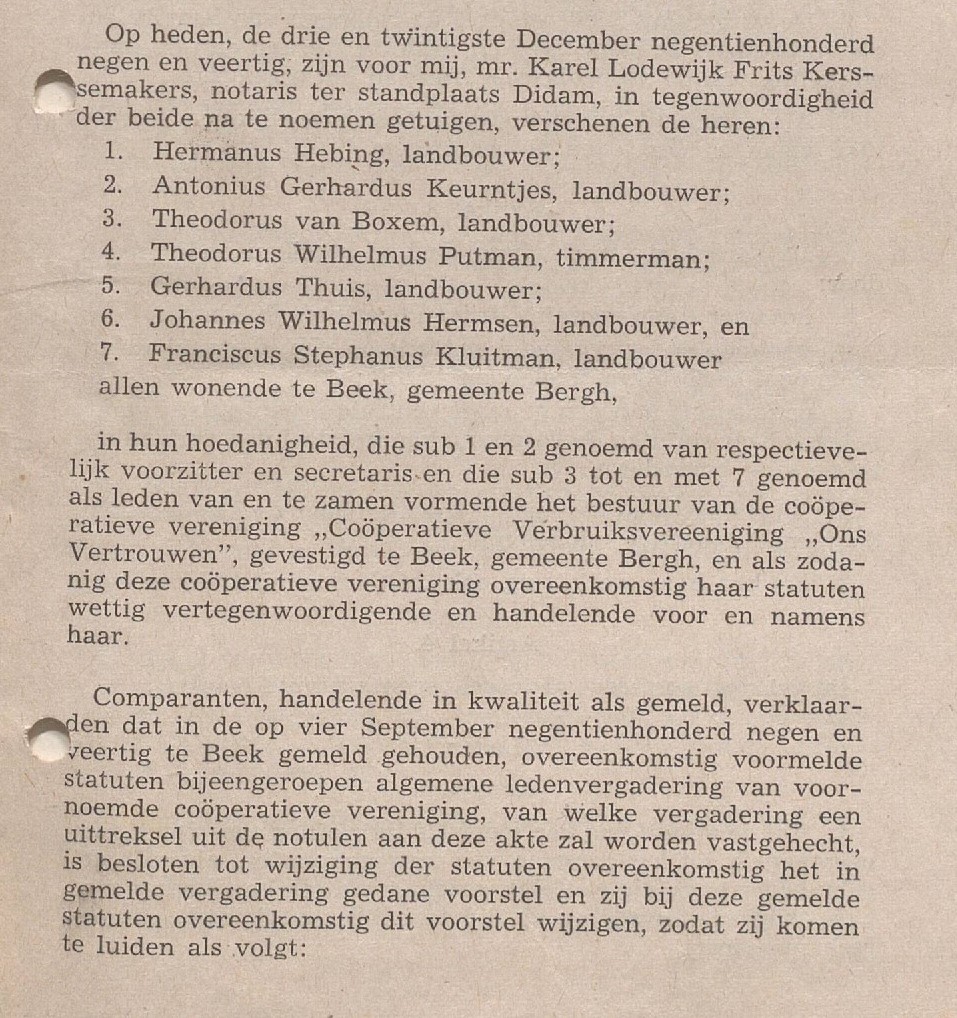 Op heden, de drie en twintigste December negentienhonderd
negen en veertig, zijn voor mij, mr. Karel Lodewijk Frits Kers-
semakers, notaris ter standplaats Didam, in tegenwoordigheid
der beide na te noemen getuigen, verschenen de heren:
1. Hermanus Hebing, landbouwer;
2. Antonius Gerhardus Keurntjes, landbouwer;
3. Theodorus van Boxem, landbouwer;
4. Theodorus Wilhelmus Putman, timmerman;
5. Gerhardus Thuis, landbouwer;
6. Johannes Wilhelmus Hermsen, landbouwer, en
7. Franciscus Stephanus Kluitman, landbouwer
allen wonende te Beek, gemeente Bergh,
in hun hoedanigheid, die sub 1 en 2 genoemd van respectieve-
lijk voorzitter en secretaris en die sub 3 tot en met 7 genoemd
als leden van en te zamen vormende het bestuur van de coöpe-
ratieve vereniging „Coöperatieve Verbruiksvereeniging „Ons
Vertrouwen”, gevestigd te Beek, gemeente Bergh, en als zoda-
nig deze coöperatieve vereniging overeenkomstig haar statuten
wettig vertegenwoordigende en handelende voor en namens
haar.
Comparanten, handelende in kwaliteit als gemeld, verklaar-
den dat in de op vier September negentienhonderd negen en
veertig te Beek gemeld gehouden, overeenkomstig voormelde
statuten bijeengeroepen algemene ledenvergadering van voor-
noemde coöperatieve vereniging, van welke vergadering een
uittreksel uit de notulen aan deze akte zal worden vastgehecht,
is besloten tot wijziging der statuten overeenkomstig het in
gemelde vergadering gedane voorstel en zij bij deze gemelde
statuten overeenkomstig dit voorstel wijzigen, zodat zij komen
te luiden als volgt: